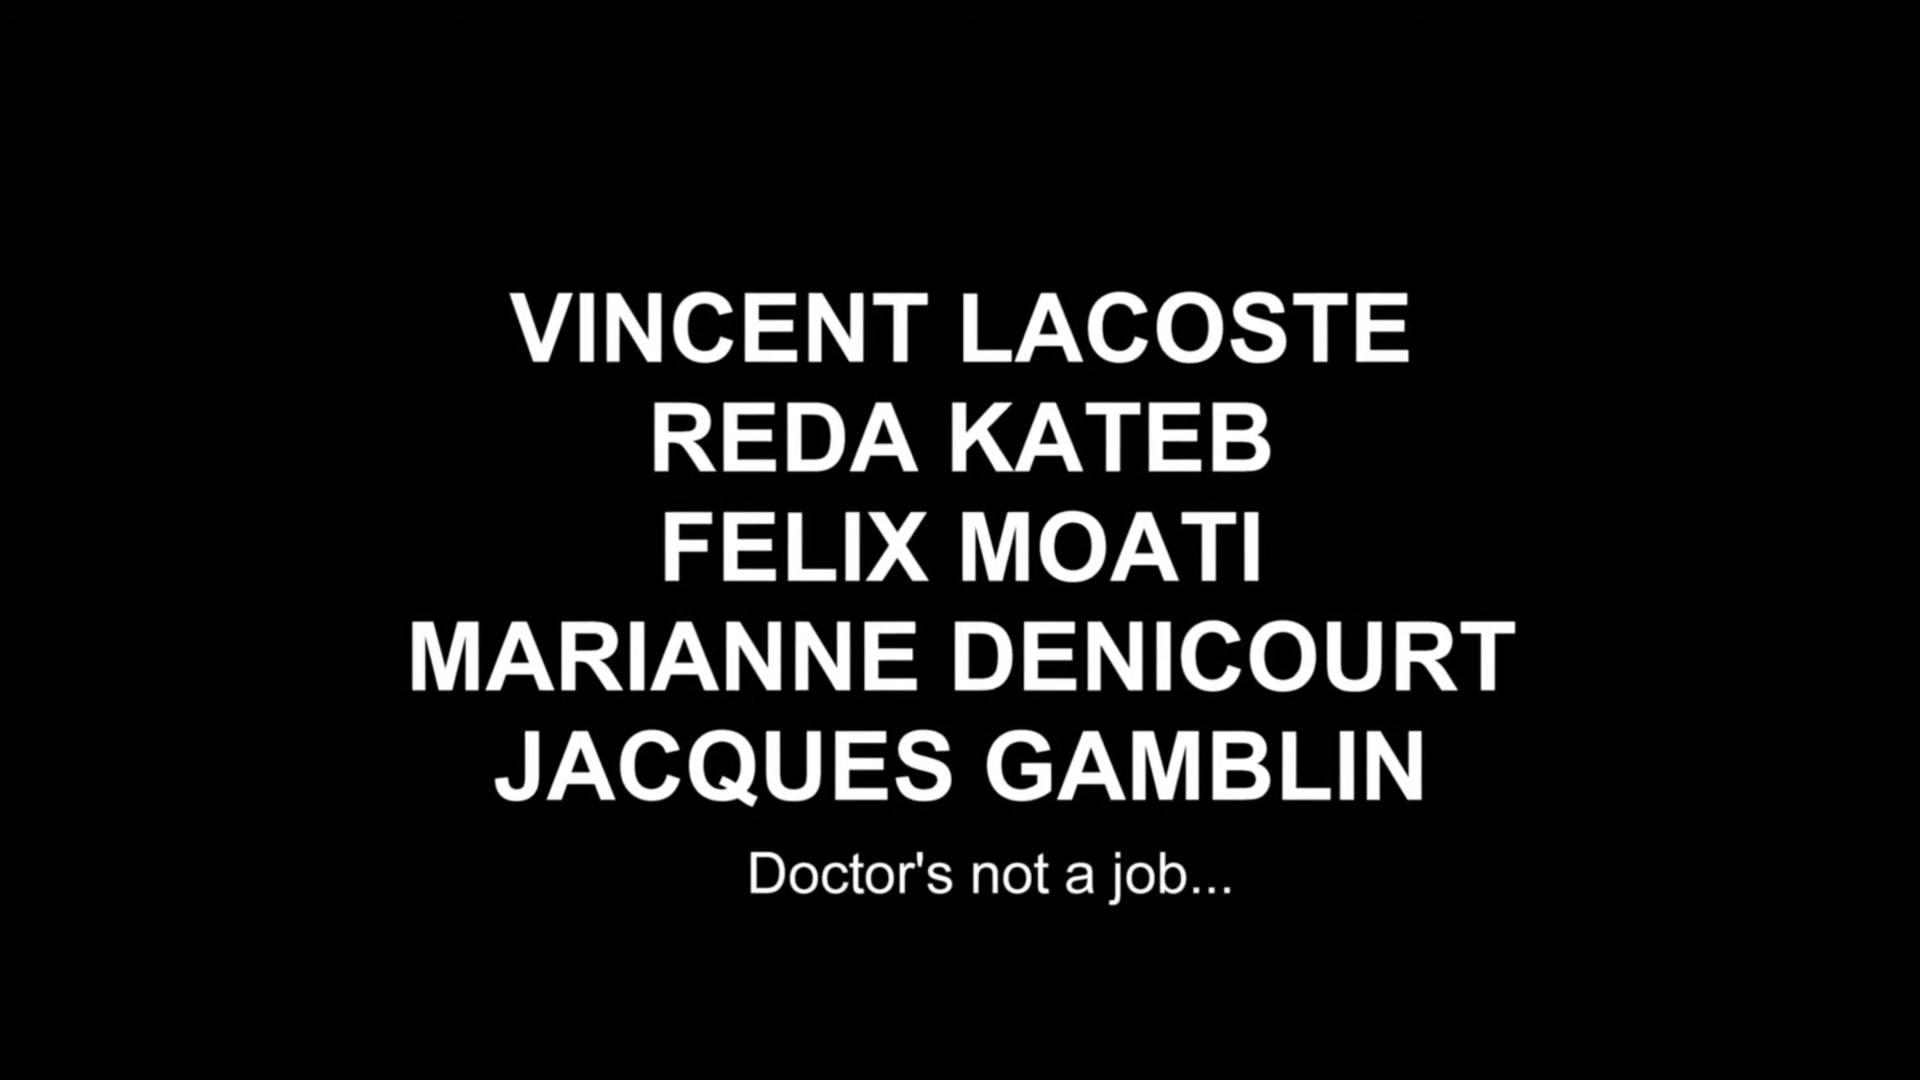 VINCENT LACOSTE
REDA KATEB
FELIX MOATI
MARIANNE DENICOURT
JACQUES GAMBLIN
Doctor's not a job...